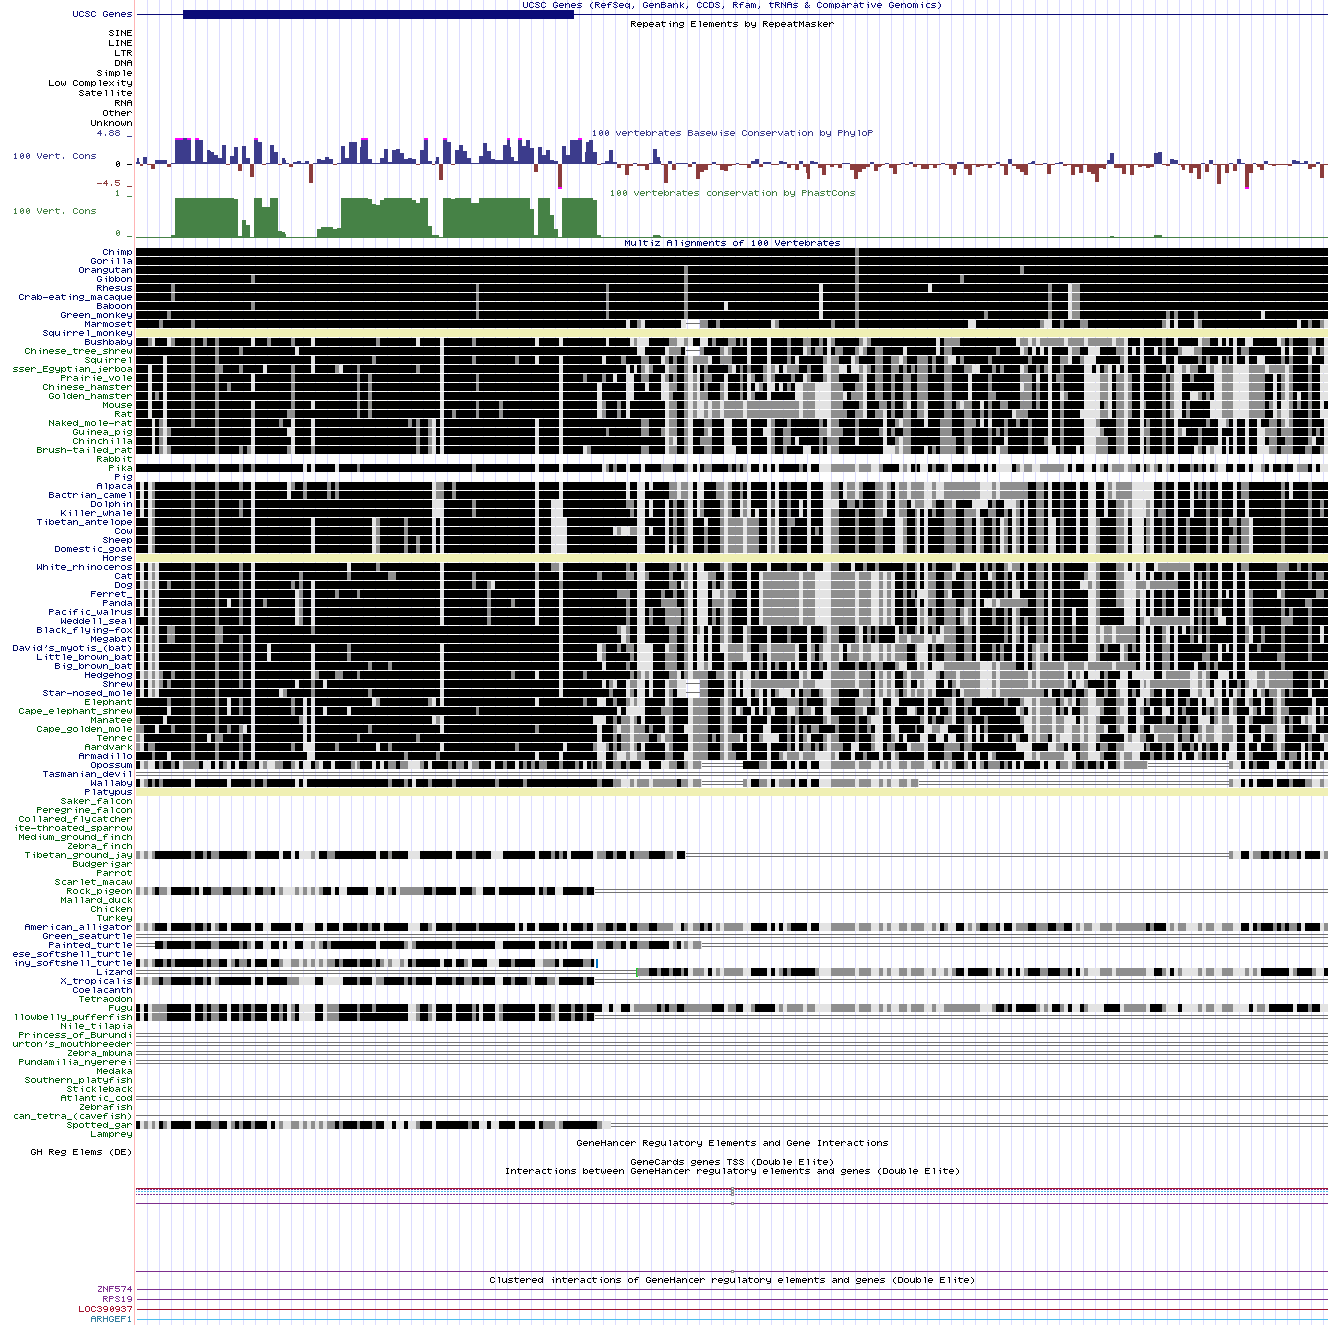 UCSC Genes (RefSeq, GenBank, CCDS, Rfam, tRNAs & Comparative Genomics)
UCSC Genes
Repeating Elements by RepeatMasker
SINE
LINE
LTR
DNA
Simple
Low Complexity
Satellite
RNA
Other
Unknown
100 vertebrates Basewise Conservation by PhyloP
4.88 _
100 Vert. Cons
0 -
-4.5 _
100 vertebrates conservation by PhastCons
1 _
100 Vert. Cons
0 _
Multiz Alignments of 100 Vertebrates
Chimp
Gorilla
Orangutan
Gibbon
Rhesus
Crab-eating_macaque
Baboon
Green_monkey
Marmoset
Squirrel_monkey
Bushbaby
Chinese_tree_shrew
Squirrel
sser_Egyptian_jerboa
Prairie_vole
Chinese_hamster
Golden_hamster
Mouse
Rat
Naked_mole-rat
Guinea_pig
Chinchilla
Brush-tailed_rat
Rabbit
Pika
Pig
Alpaca
Bactrian_camel
Dolphin
Killer_whale
Tibetan_antelope
Cow
Sheep
Domestic_goat
Horse
White_rhinoceros
Cat
Dog
Ferret_
Panda
Pacific_walrus
Weddell_seal
Black_flying-fox
Megabat
David's_myotis_(bat)
Little_brown_bat
Big_brown_bat
Hedgehog
Shrew
Star-nosed_mole
Elephant
Cape_elephant_shrew
Manatee
Cape_golden_mole
Tenrec
Aardvark
Armadillo
Opossum
Tasmanian_devil
Wallaby
Platypus
Saker_falcon
Peregrine_falcon
Collared_flycatcher
ite-throated_sparrow
Medium_ground_finch
Zebra_finch
Tibetan_ground_jay
Budgerigar
Parrot
Scarlet_macaw
Rock_pigeon
Mallard_duck
Chicken
Turkey
American_alligator
Green_seaturtle
Painted_turtle
ese_softshell_turtle
iny_softshell_turtle
Lizard
X_tropicalis
Coelacanth
Tetraodon
Fugu
llowbelly_pufferfish
Nile_tilapia
Princess_of_Burundi
urton's_mouthbreeder
Zebra_mbuna
Pundamilia_nyererei
Medaka
Southern_platyfish
Stickleback
Atlantic_cod
Zebrafish
can_tetra_(cavefish)
Spotted_gar
Lamprey
GeneHancer Regulatory Elements and Gene Interactions
GH Reg Elems (DE)
GeneCards genes TSS (Double Elite)
Interactions between GeneHancer regulatory elements and genes (Double Elite)
Clustered interactions of GeneHancer regulatory elements and genes (Double Elite)
ZNF574
RPS19
LOC390937
ARHGEF1